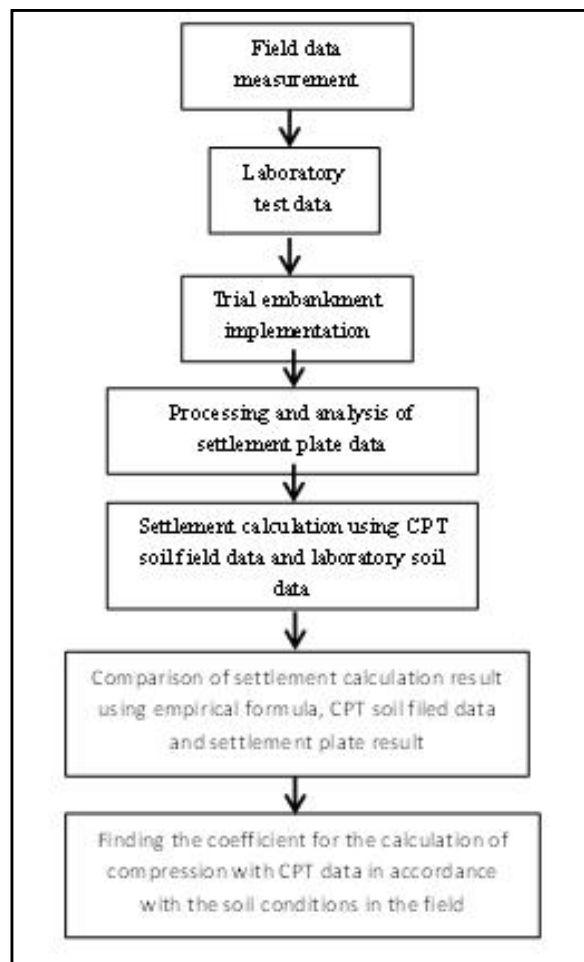 Field data
measurement
Laboratory
test data
Trial embankment
implementation
Processing and analysis of
settlement plate data
Settlement calculation using CPT
soil field data and laboratory soil
data
Comparison of settlement calculation result
using empirical formula, CPT soil filed data
and settlement plate result
Finding the coefficient for the calculation of
compression with CPT data in accordance
with the soil conditions in the field